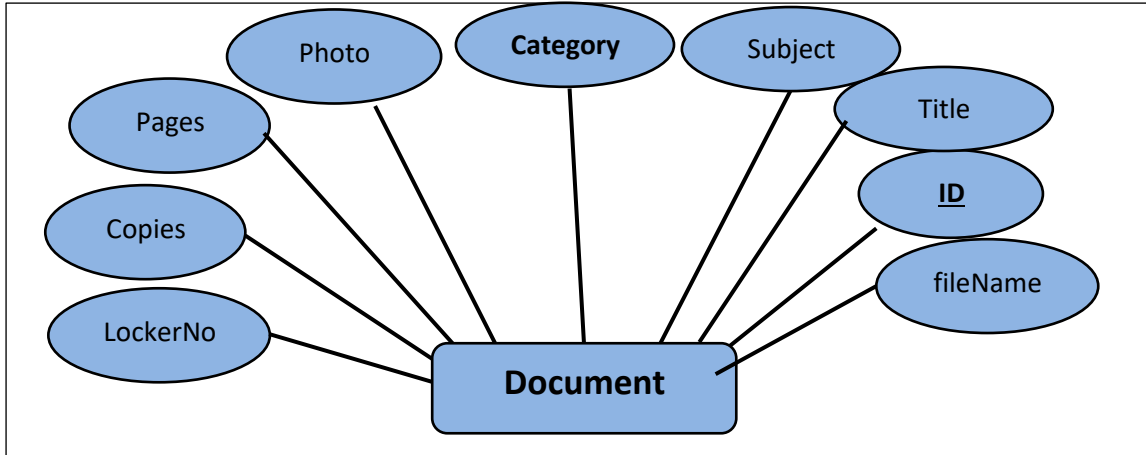 Photo
Category
Subject
Pages
Title
ID
Copies
fileName
LockerNo
Document